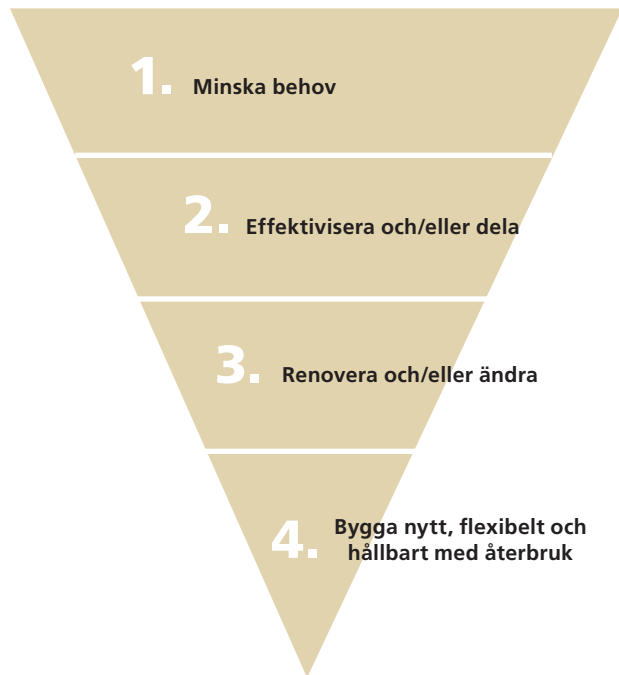 1. Minska behov
2. Effektivisera och/eller dela
3. Renovera och/eller ändra
4. Bygga nytt, flexibelt och
hållbart med återbruk